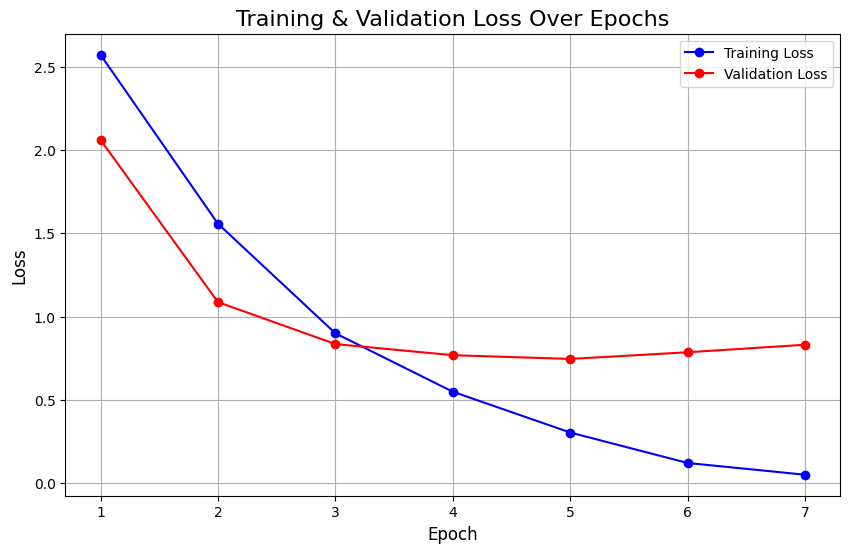 Training & Validation Loss Over Epochs
Training Loss
Validation Loss
Loss
2.5
2.0
1.5
1.0
0.5
0.0
1 2 3 4 5 6 7
Epoch